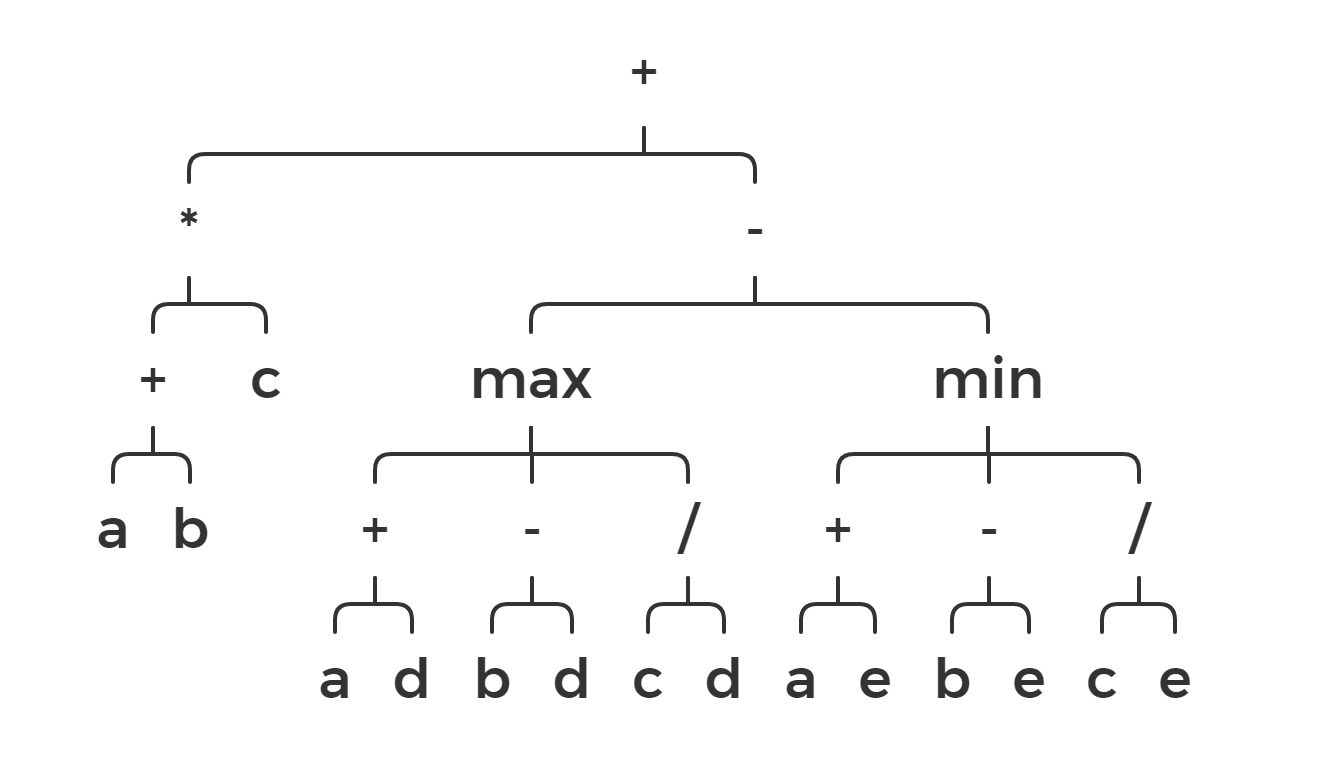 +
* -
+ c max min
a b + - / + - /
a d b d c d a e b e c e